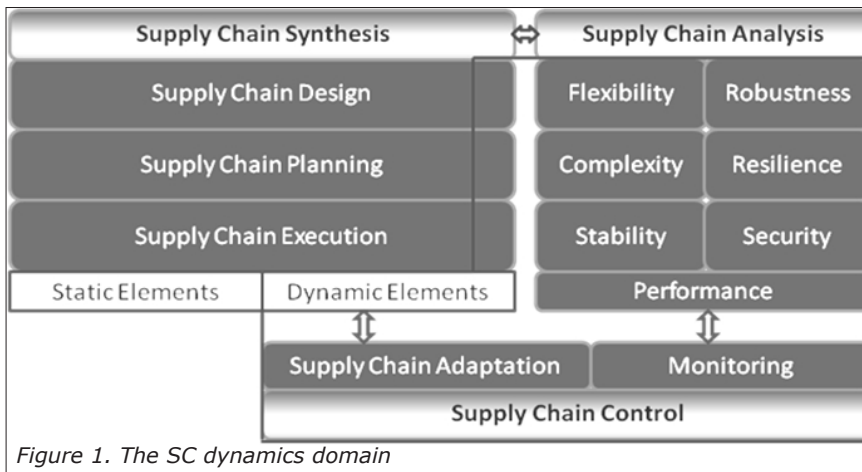 Supply Chain Synthesis
Supply Chain Analysis
Supply Chain Design
Flexibility
Robustness
Supply Chain Planning
Complexity
Resilience
Supply Chain Execution
Stability
Security
Static Elements
Dynamic Elements
Performance
Supply Chain Adaptation
Monitoring
Supply Chain Control
Figure 1. The SC dynamics domain